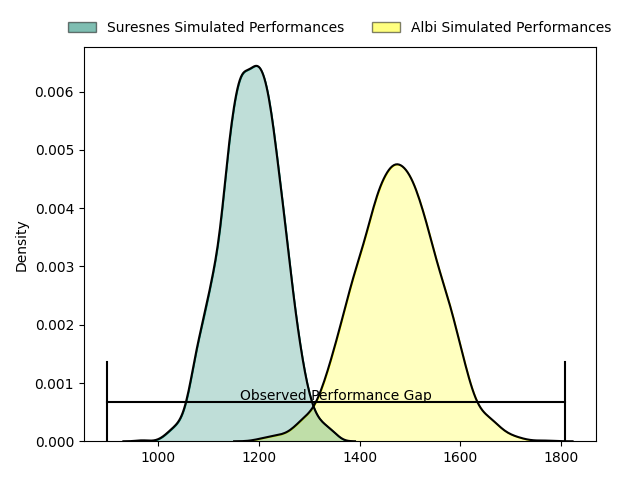 Suresnes Simulated Performances Albi Simulated Performances
0.006
0.005
0.004
0.003
0.002
0.001
0.000
Density
Observed Performance Gap
1000 1200 1400 1600 1800